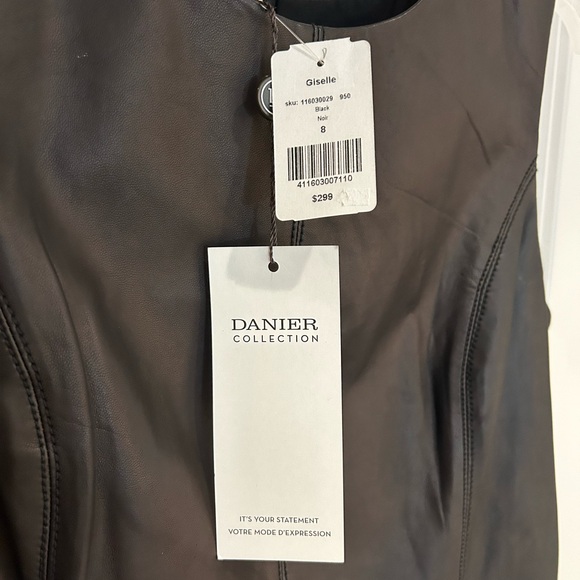 Giselle
sku: 116030029 950
Black
Noir
8
411603007110
$299
DANIER
COLLECTION
IT'S YOUR STATEMENT
VOTRE MODE D'EXPRESSION